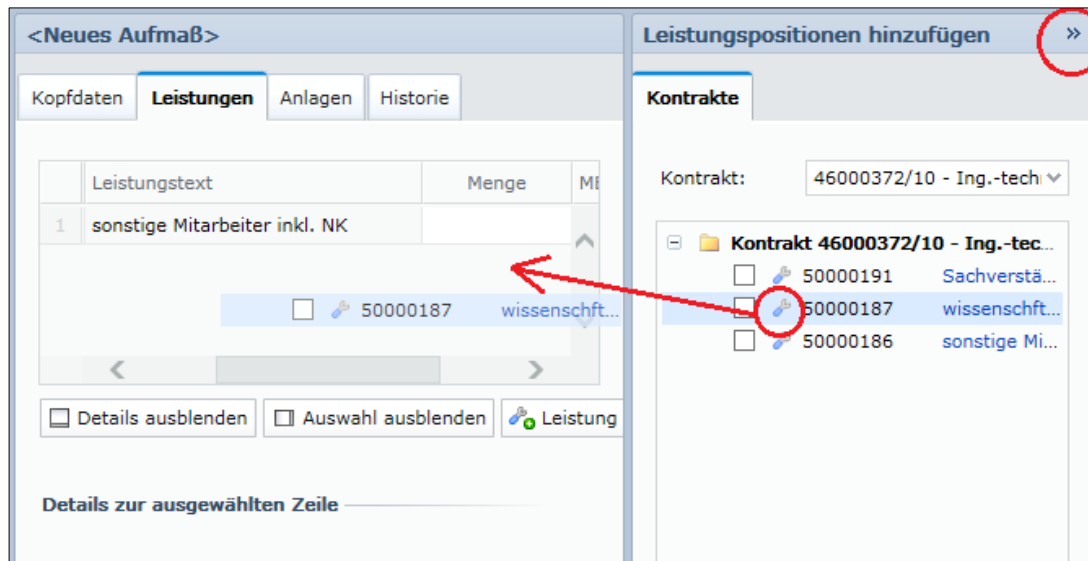 <Neues Aufmaß>
Kopfdaten Leistungen Anlagen Historie
Leistungstext Menge ME
1 sonstige Mitarbeiter inkl. NK
50000187 wissenschft...
Details ausblenden Auswahl ausblenden Leistung
Details zur ausgewählten Zeile
Leistungspositionen hinzufügen »
Kontrakte
Kontrakt: 46000372/10 - Ing.-techn
Kontrakt 46000372/10 - Ing.-tec...
50000191 Sachverstä...
50000187 wissenschft...
50000186 sonstige Mi...